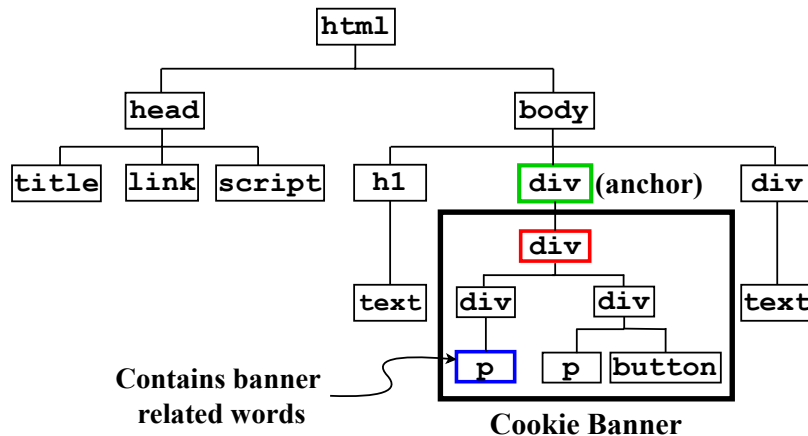 html
head
body
title
link
script
h1
div
(anchor)
div
div
text
div
div
text
p
p
button
Contains banner
related words
Cookie Banner